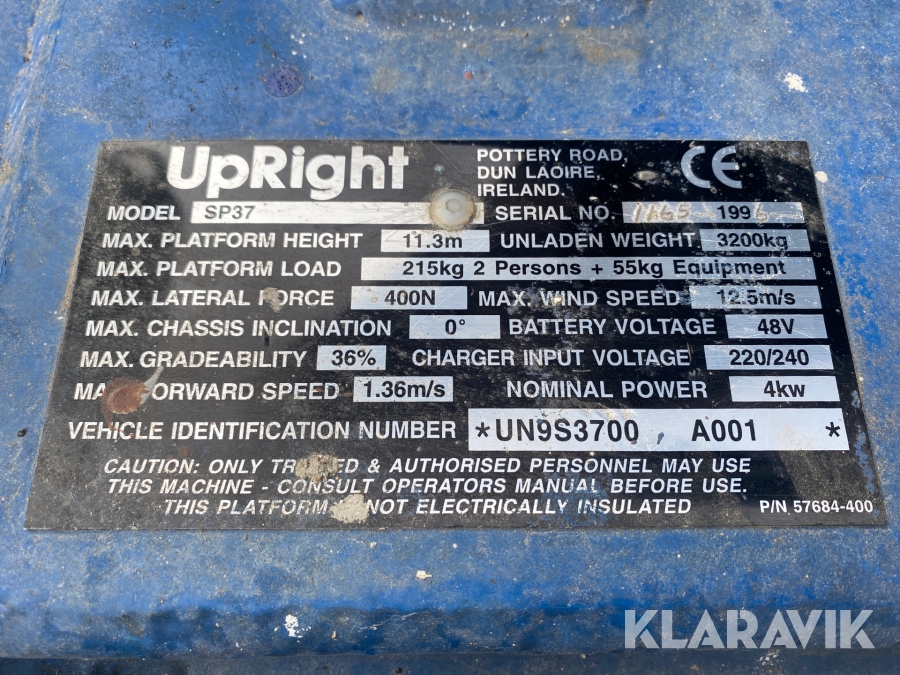 UpRight
POTTERY ROAD,
DUN LAOIRE,
IRELAND.
CE
MODEL SP37 SERIAL NO. 1165 1996
MAX. PLATFORM HEIGHT 11.3m UNLADEN WEIGHT 3200kg
MAX. PLATFORM LOAD 215kg 2 Persons + 55kg Equipment
MAX. LATERAL FORCE 400N MAX. WIND SPEED 12.5m/s
MAX. CHASSIS INCLINATION 0° BATTERY VOLTAGE 48V
MAX. GRADEABILITY 36% CHARGER INPUT VOLTAGE 220/240
FORWARD SPEED 1.36m/s NOMINAL POWER 4kw
VEHICLE IDENTIFICATION NUMBER *UN9S3700, A001 *
CAUTION: ONLY & AUTHORISED PERSONNEL MAY USE
THIS MACHINE - CONSULT OPERATORS MANUAL BEFORE USE.
THIS PLATFORM NOT ELECTRICALLY INSULATED P/N 57684-400
KLARAVIK